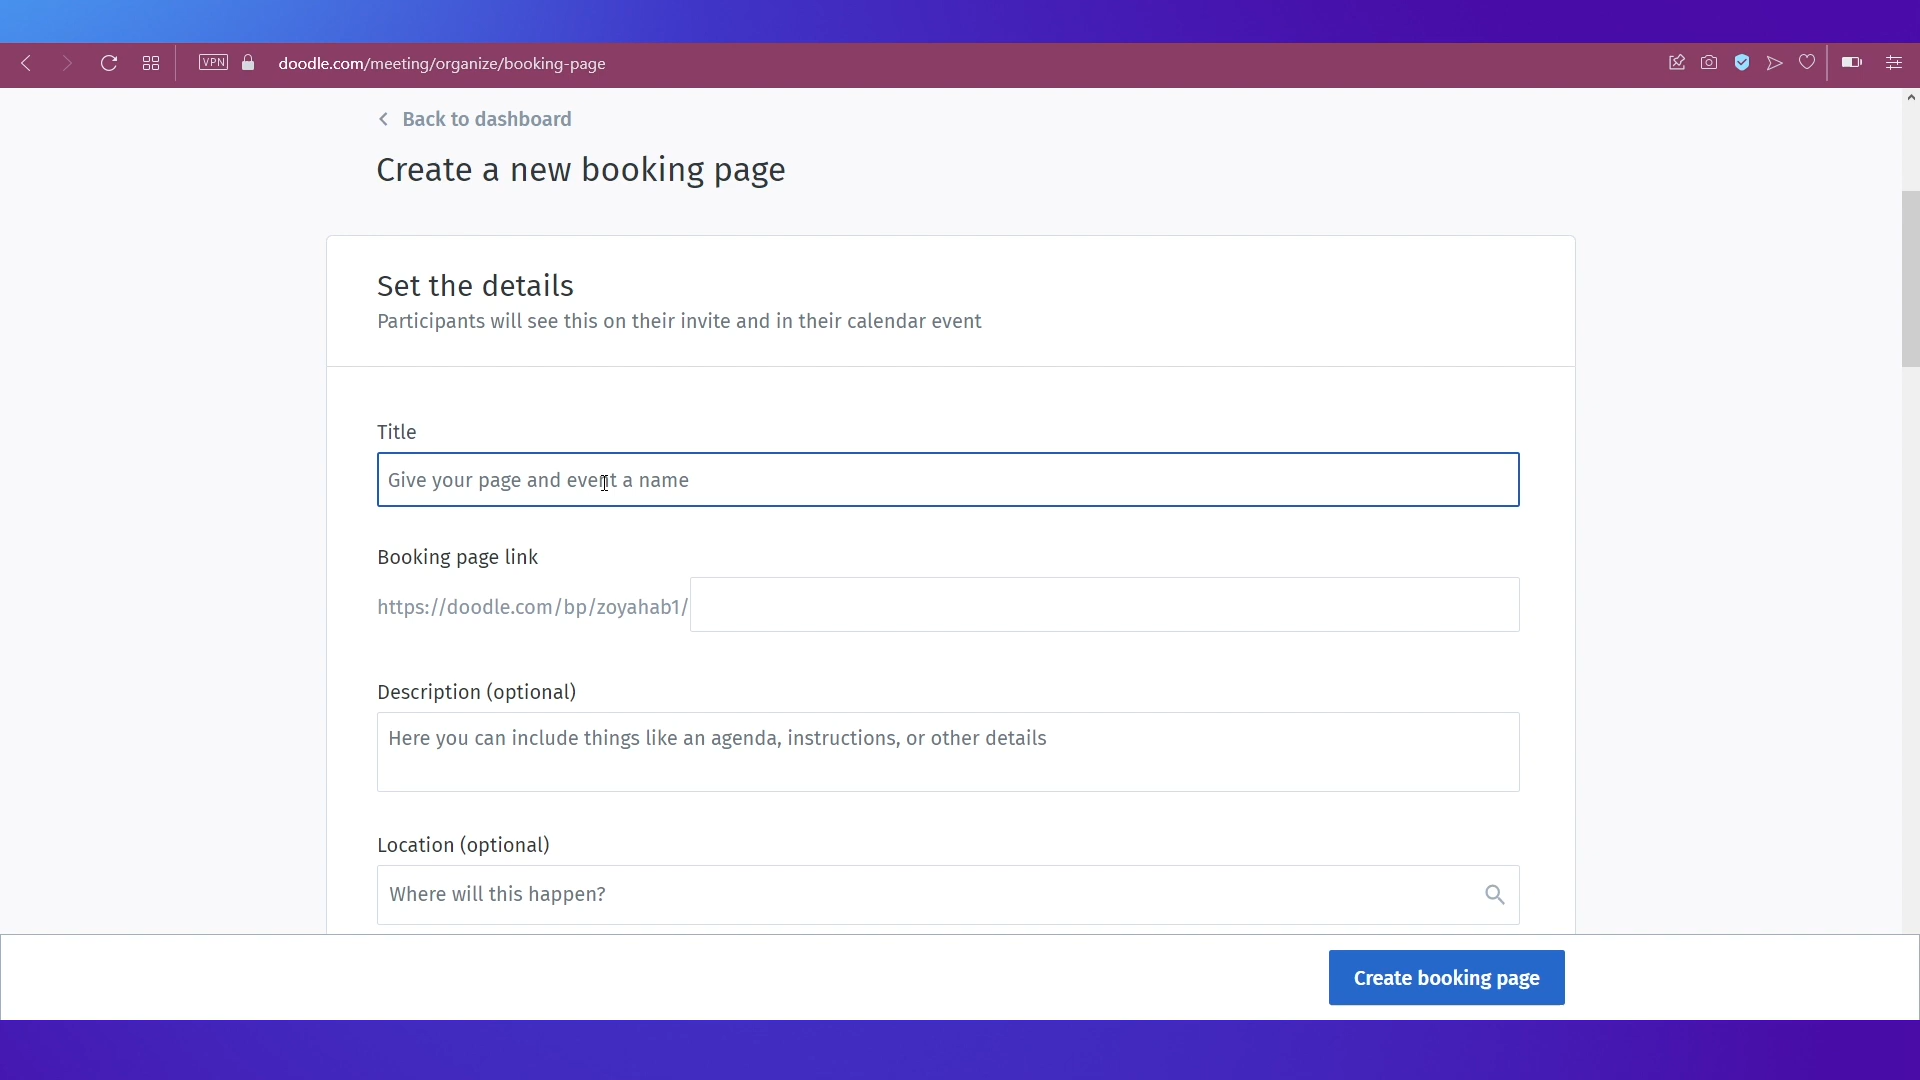 VPN
doodle.com/meeting/organize/booking-page
Back to dashboard
Create a new booking page
Set the details
Participants will see this on their invite and in their calendar event
Title
Give your page and event a name
Booking page link
https://doodle.com/bp/zoyahab1/
Description (optional)
Here you can include things like an agenda, instructions, or other details
Location (optional)
Where will this happen?
Create booking page